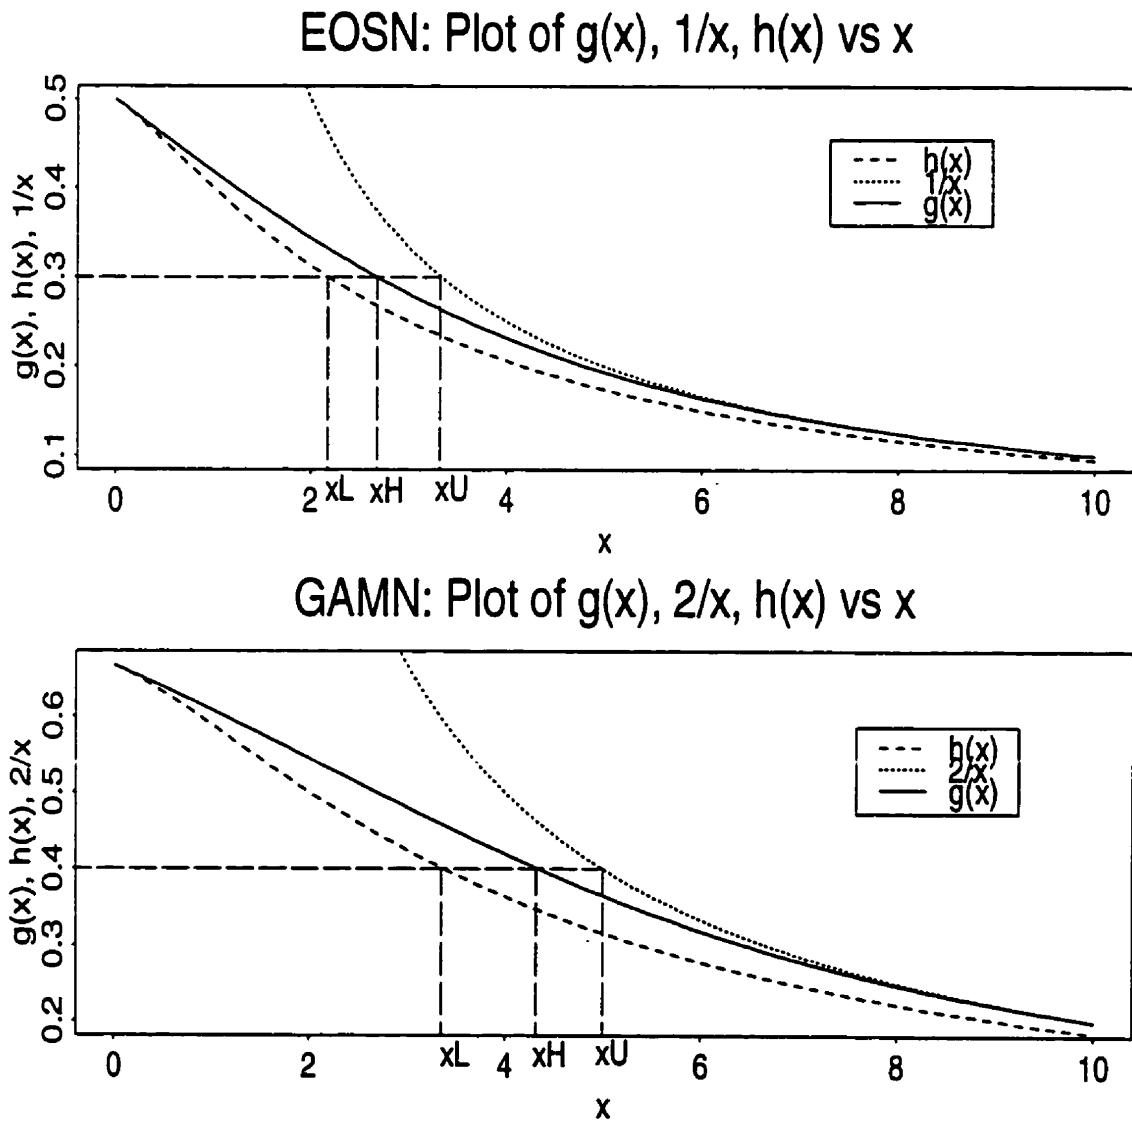 EOSN: Plot of g(x), 1/x, h(x) vs x
g(x), h(x), 1/x
0.5
0.4
0.3
0.2
0.1
h(x)
1/x
g(x)
0 2 xL xH xU 4 6 8 10
x
GAMN: Plot of g(x), 2/x, h(x) vs x
g(x), h(x), 2/x
0.6
0.5
0.4
0.3
0.2
h(x)
2/x
g(x)
0 2 xL 4 xH xU 6 8 10
x